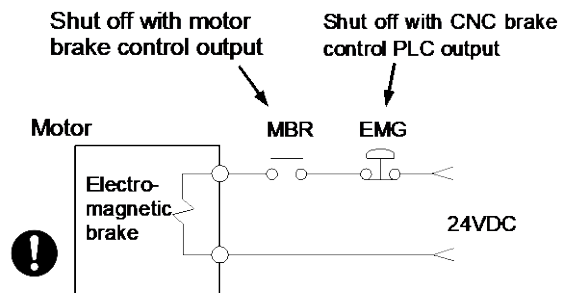 Shut off with motor
brake control output
Shut off with CNC brake
control PLC output
Motor
MBR
EMG
Electro-
magnetic
brake
24VDC